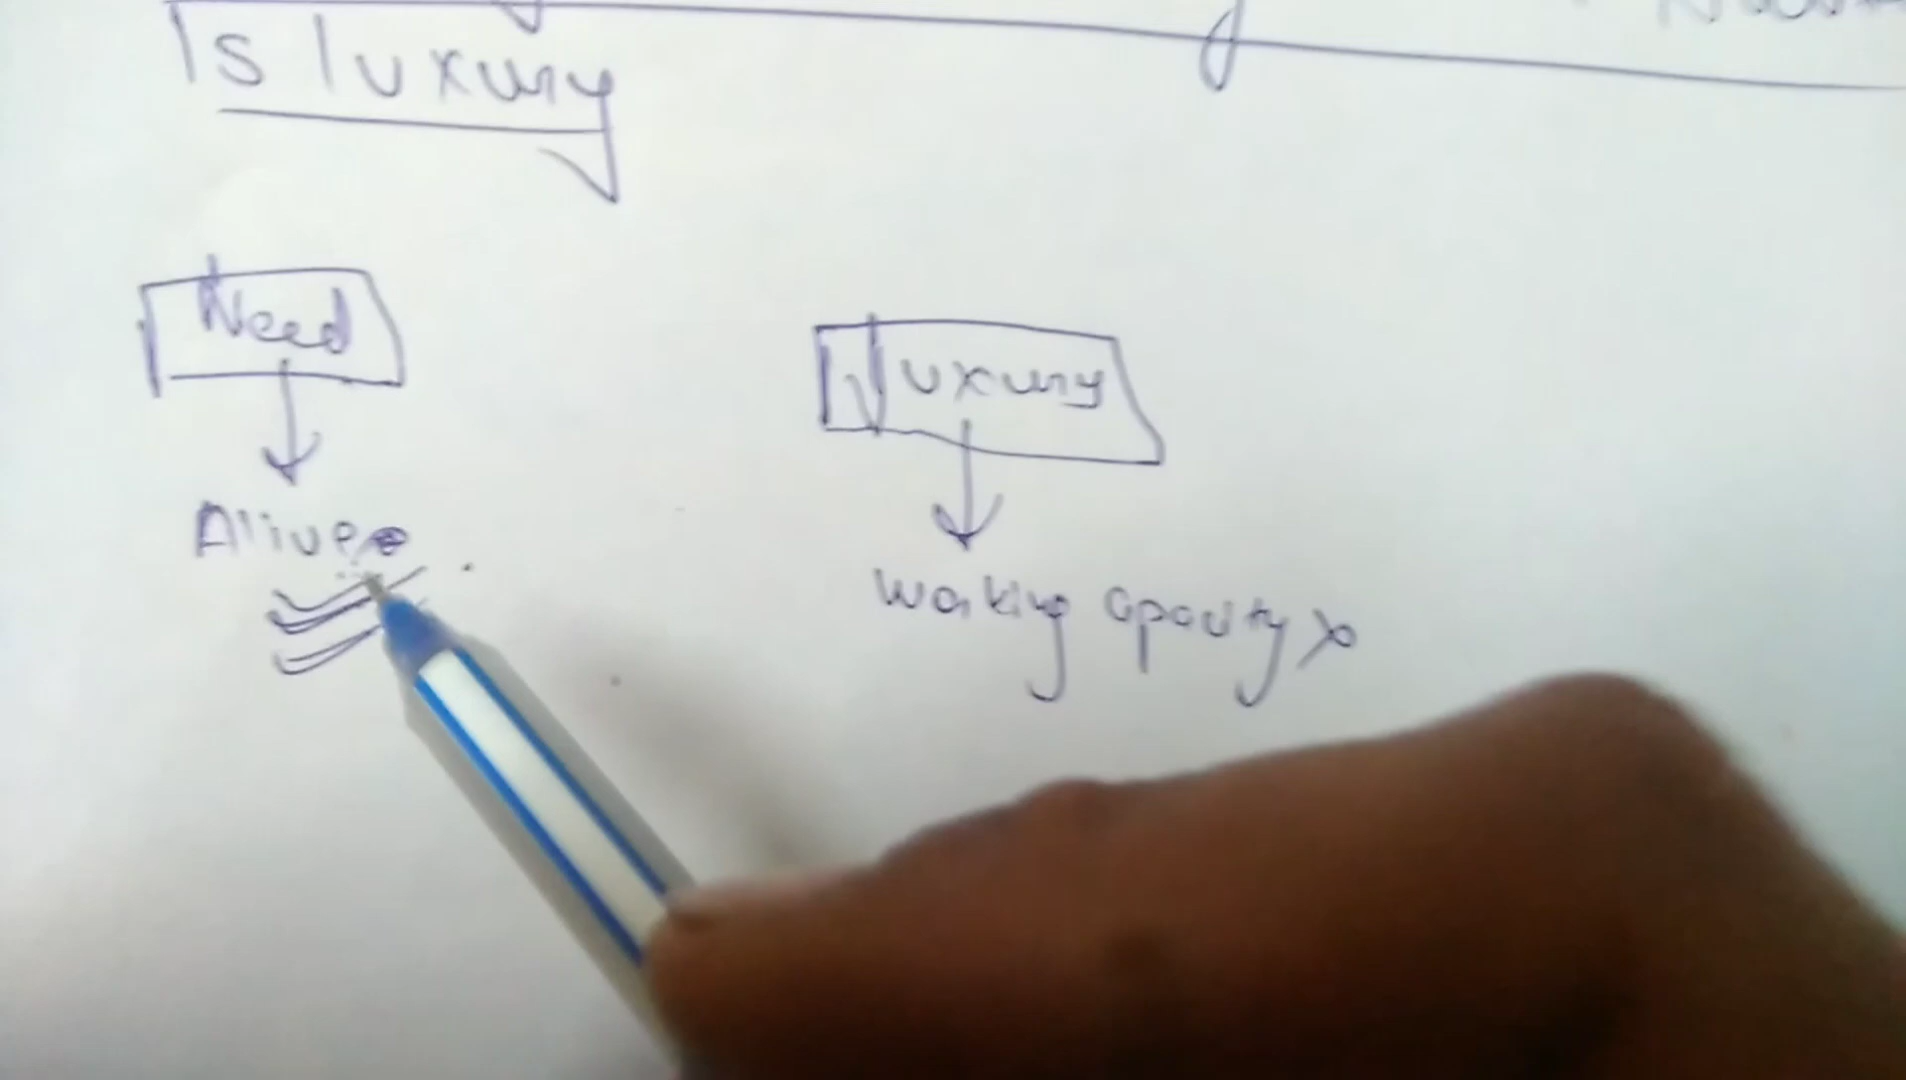 Is luxury
Need
Luxury
Alive
Working capacity